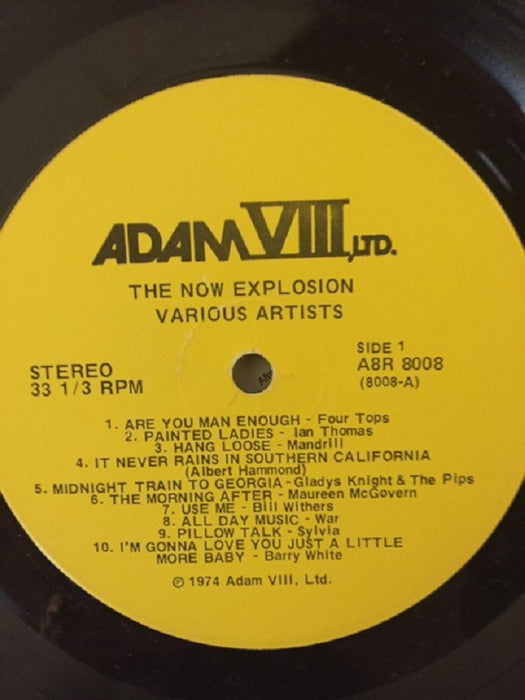 ADAM VIII, LTD.
THE NOW EXPLOSION
VARIOUS ARTISTS
STEREO
33 1/3 RPM
SIDE 1
A8R 8008
(8008-A)
1. ARE YOU MAN ENOUGH - Four Tops
2. PAINTED LADIES - Ian Thomas
3. HANG LOOSE - Mandrill
4. IT NEVER RAINS IN SOUTHERN CALIFORNIA
(Albert Hammond)
5. MIDNIGHT TRAIN TO GEORGIA - Gladys Knight & The Pips
6. THE MORNING AFTER - Maureen McGovern
7. USE ME - Bill Withers
8. ALL DAY MUSIC - War
9. PILLOW TALK - Sylvia
10. I'M GONNA LOVE YOU JUST A LITTLE
MORE BABY - Barry White
℗ 1974 Adam VIII, Ltd.